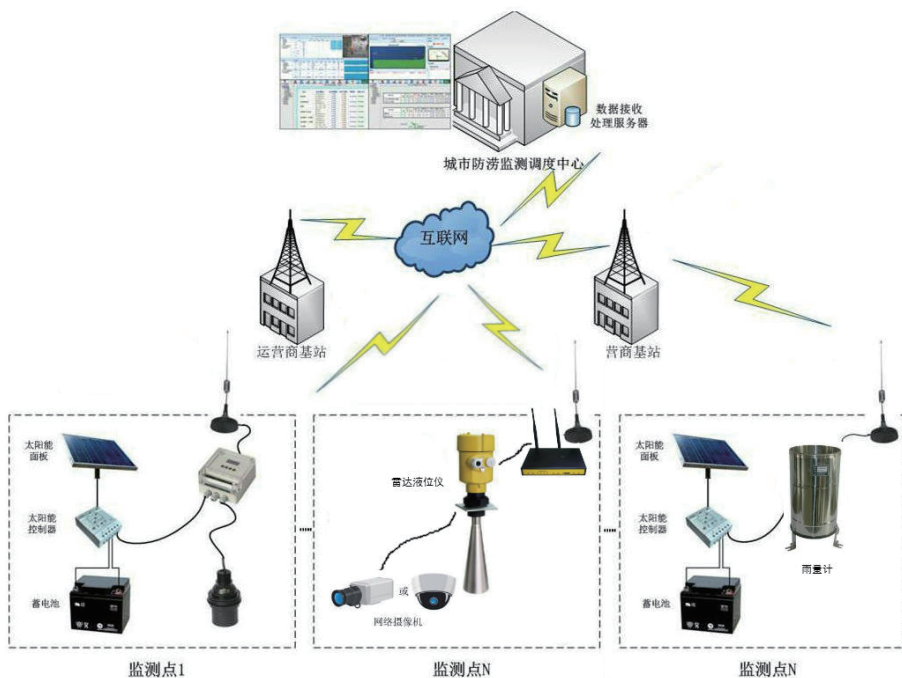 数据接收
处理服务器
城市防涝监测调度中心
互联网
运营商基站
营商基站
太阳能
面板
太阳能
控制器
蓄电池
监测点1
雷达液位仪
或
网络摄像机
监测点N
太阳能
面板
太阳能
控制器
蓄电池
雨量计
监测点N